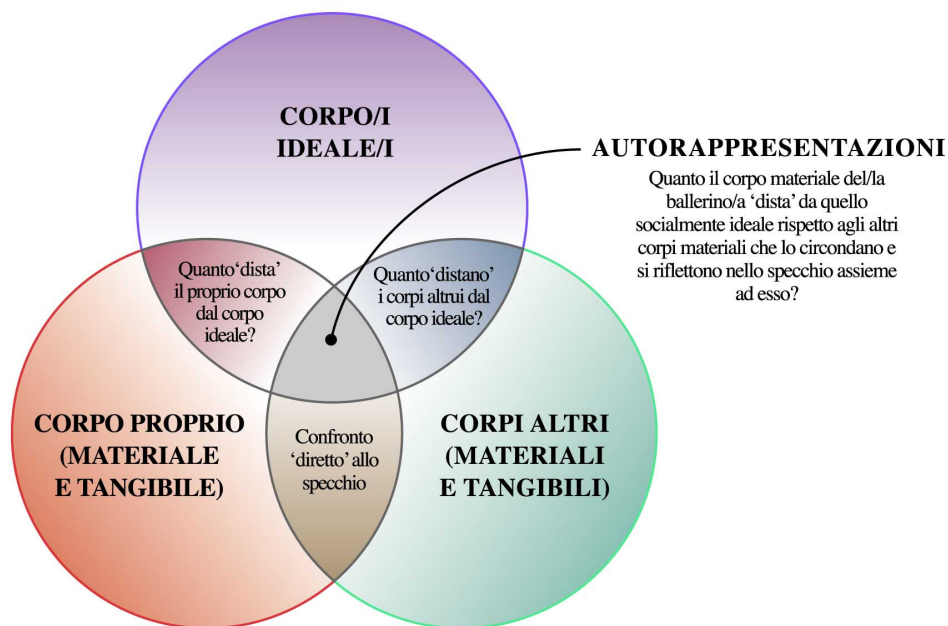 CORPO/I
IDEALE/I
AUTORAPPRESENTAZIONI
Quanto il corpo materiale del/la
ballerino/a ‘dista’ da quello
socialmente ideale rispetto agli altri
corpi materiali che lo circondano e
si riflettono nello specchio assieme
ad esso?
Quanto ‘dista’
il proprio corpo
dal corpo
ideale?
Quanto ‘distano’
i corpi altrui dal
corpo ideale?
CORPO PROPRIO
(MATERIALE
E TANGIBILE)
Confronto
‘diretto’ allo
specchio
CORPI ALTRI
(MATERIALI
E TANGIBILI)